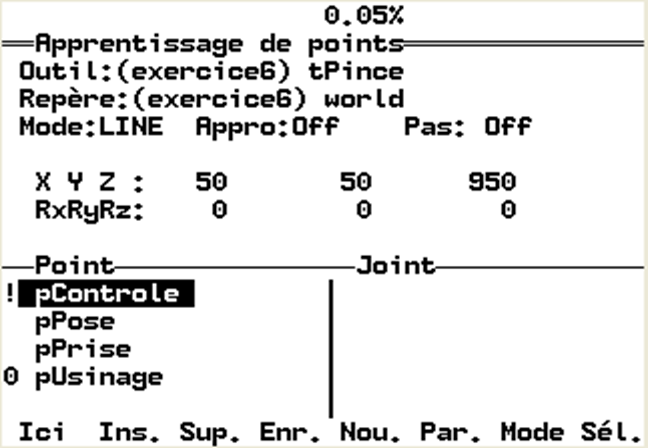 0.05%
Apprentissage de points
Outil:(exercice6) tPince
Repère:(exercice6) world
Mode:LINE Appro:Off Pas: Off
X Y Z : 50 50 950
RxRyRz: 0 0 0
Point Joint
! pControle
pPose
pPrise
0 pUsinage
Ici Ins. Sup. Enr. Nou. Par. Mode Sél.